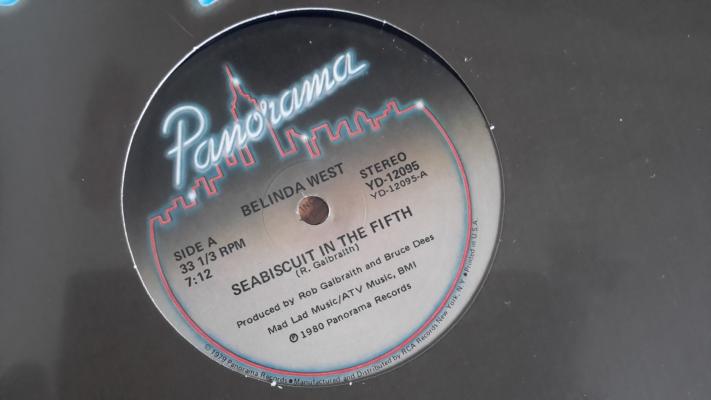 Panorama
BELINDA WEST
STEREO
YD-12095
YD-12095-A
SIDE A
33 1/3 RPM
7:12
SEABISCUIT IN THE FIFTH
(R. Galbraith)
Produced by Rob Galbraith and Bruce Dees
Mad Lad Music/ATV Music, BMI
℗ 1980 Panorama Records
©1979 Panorama Records ● Manufactured and Distributed by RCA Records New York, N.Y. ● Printed in U.S.A.